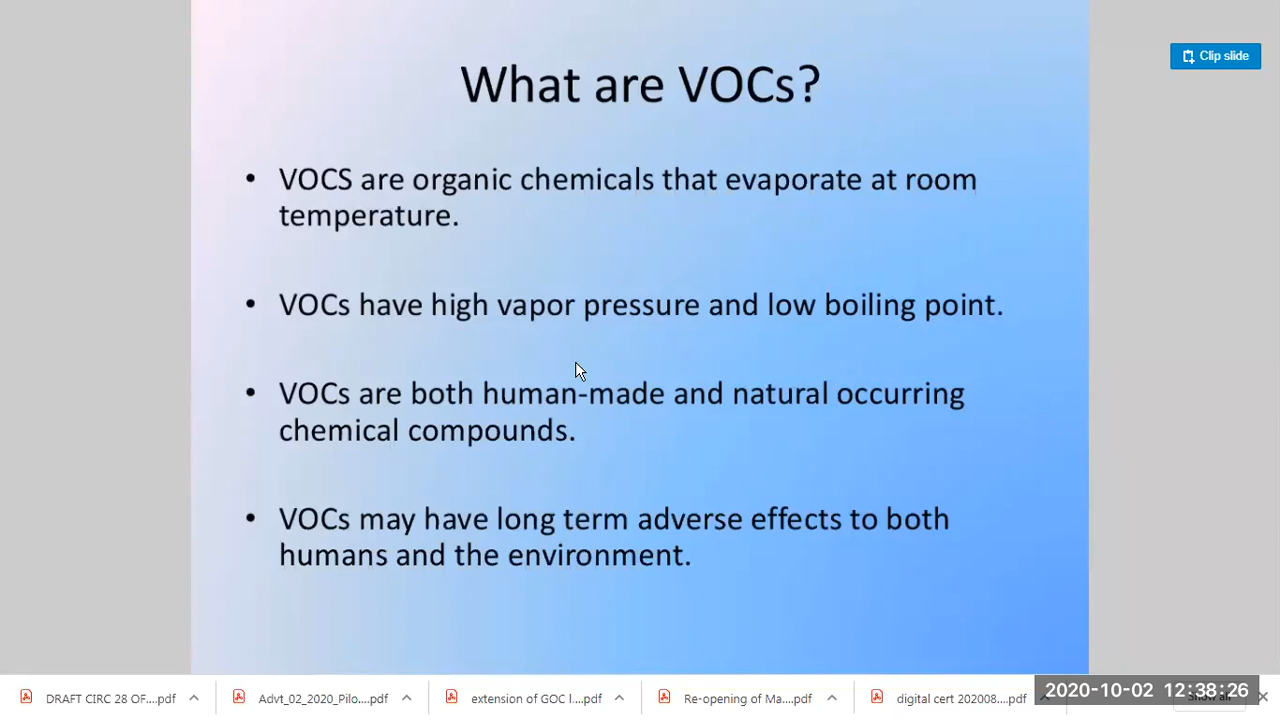 Clip slide
What are VOCs?
• VOCS are organic chemicals that evaporate at room
temperature.
• VOCs have high vapor pressure and low boiling point.
• VOCs are both human-made and natural occurring
chemical compounds.
• VOCs may have long term adverse effects to both
humans and the environment.
DRAFT CIRC 28 OF....pdf
Advt_02_2020_Pilo....pdf
extension of GOC l....pdf
Re-opening of Ma....pdf
digital cert 202008....pdf
2020-10-02 12:38:26
Show all